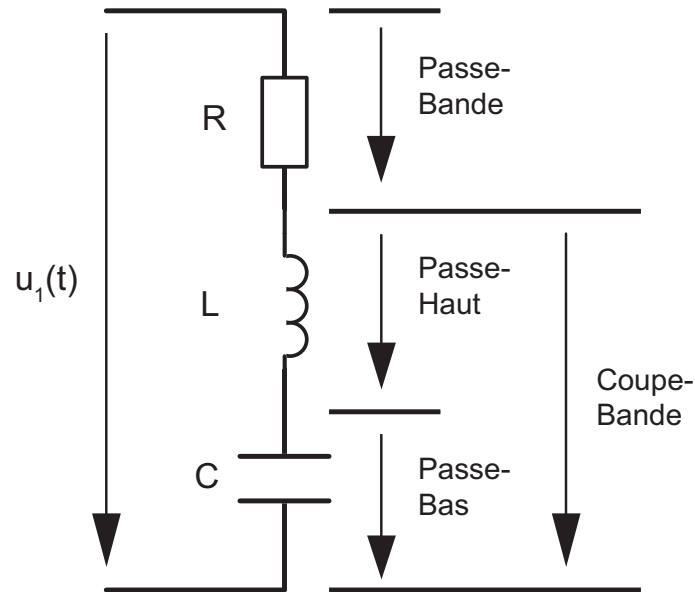 Passe-
Bande
R
Passe-
Haut
u₁(t)
L
Coupe-
Bande
Passe-
Bas
C